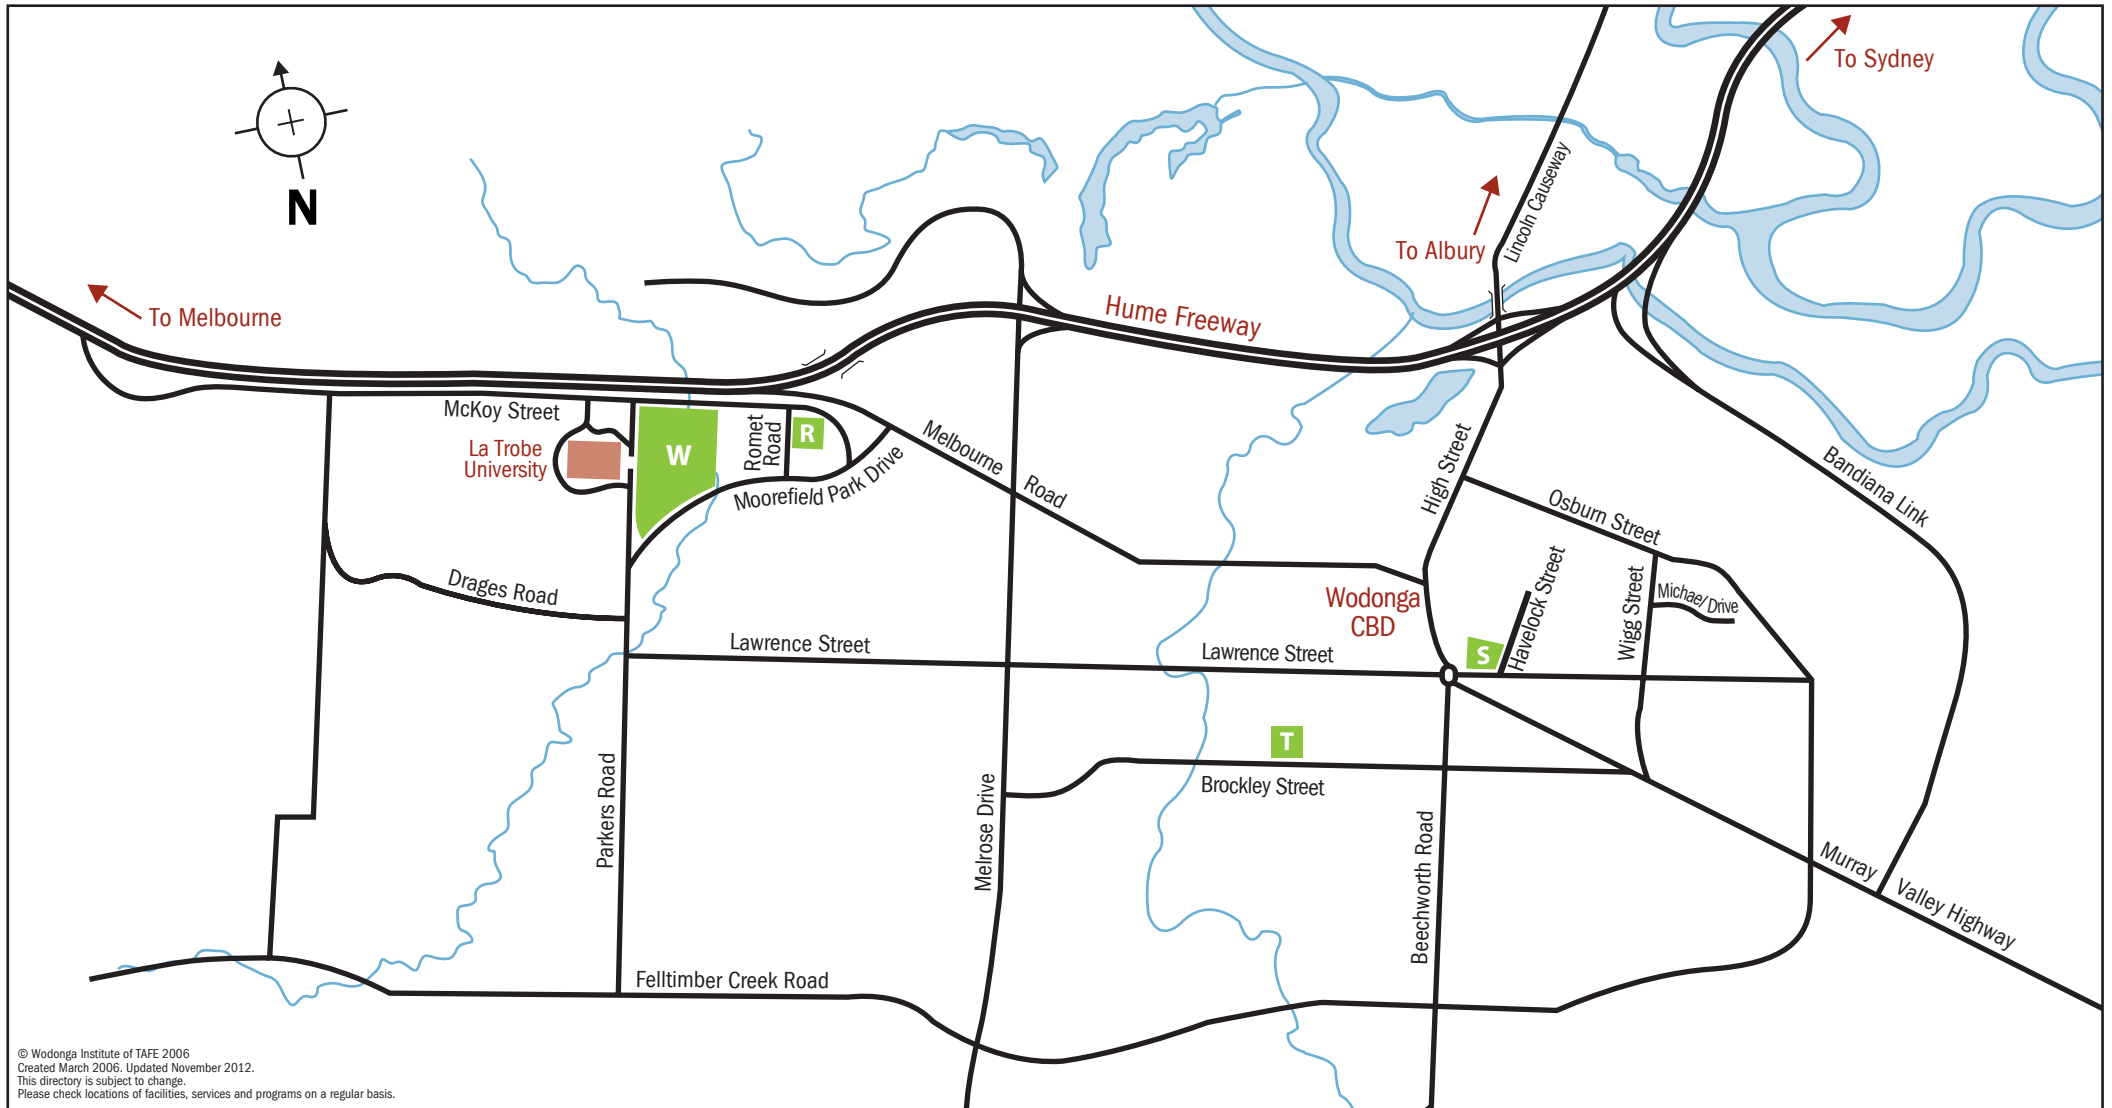 To Sydney
N
Lincoln Causeway
To Albury
To Melbourne
Hume Freeway
McKoy Street
La Trobe
University
W
Romet
Road
R
Moorefield Park Drive
Melbourne Road
High Street
Osburn Street
Bandiana Link
Drages Road
Havelock Street
Wigg Street
Michael Drive
Wodonga
CBD
Lawrence Street
Lawrence Street
S
T
Brockley Street
Parkers Road
Melrose Drive
Beechworth Road
Murray Valley Highway
Felltimber Creek Road
© Wodonga Institute of TAFE 2006
Created March 2006. Updated November 2012.
This directory is subject to change.
Please check locations of facilities, services and programs on a regular basis.